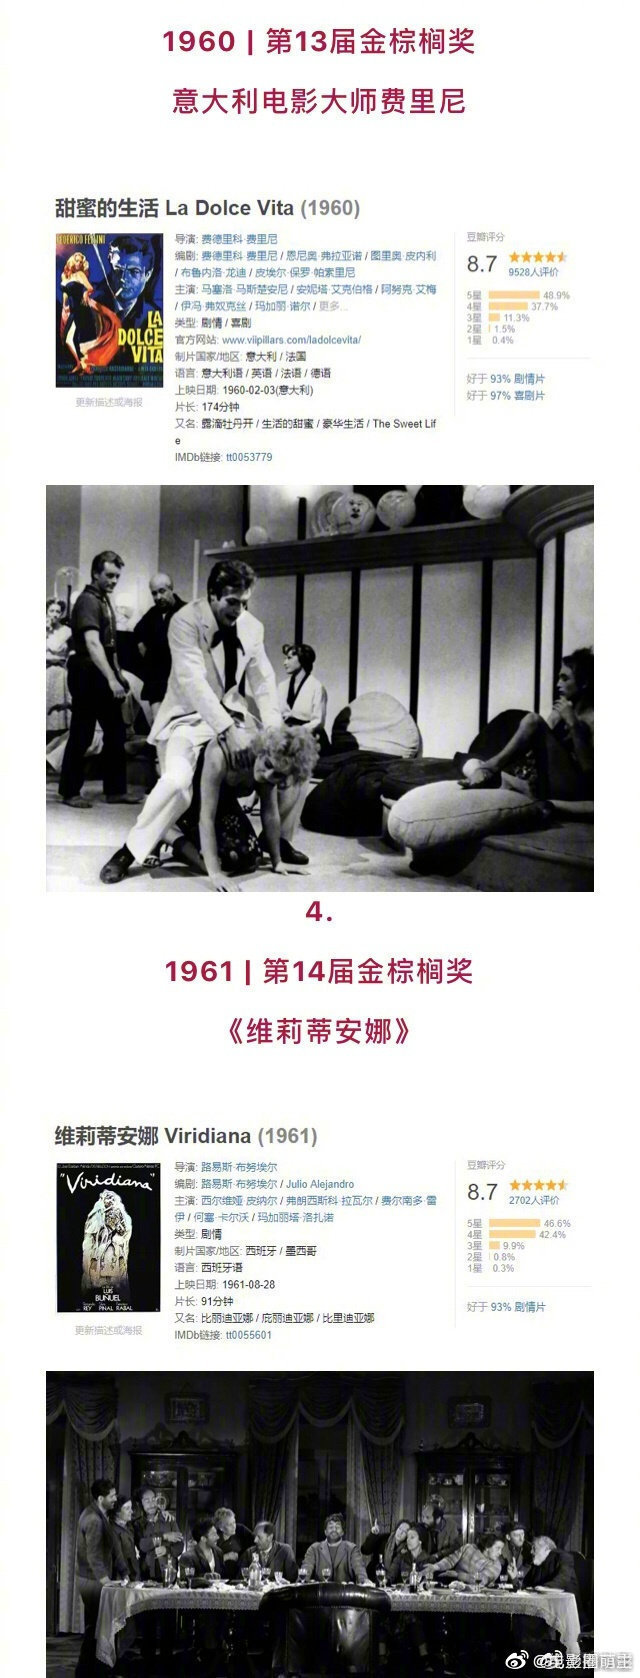 1960 | 第13届金棕榈奖
意大利电影大师费里尼
甜蜜的生活 La Dolce Vita (1960)
FEDERICO FELLINI
LA
DOLCE
VITA
更新描述或海报
导演: 费德里科·费里尼
编剧: 费德里科·费里尼 / 恩尼奥·弗拉亚诺 / 图里奥·皮内利
/ 布鲁内洛·龙迪 / 皮埃尔·保罗·帕索里尼
主演: 马塞洛·马斯楚安尼 / 安妮塔·艾克伯格 / 阿努克·艾梅
/ 伊冯·弗奴克丝 / 玛加丽·诺尔 / 更多...
类型: 剧情 / 喜剧
官方网站: www.viipillars.com/ladolcevita/
制片国家/地区: 意大利 / 法国
语言: 意大利语 / 英语 / 法语 / 德语
上映日期: 1960-02-03(意大利)
片长: 174分钟
又名: 露滴牡丹开 / 生活的甜蜜 / 豪华生活 / The Sweet Lif
e
IMDb链接: tt0053779
豆瓣评分
8.7
9528人评价
5星 48.9%
4星 37.7%
3星 11.3%
2星 1.5%
1星 0.4%
好于 93% 剧情片
好于 97% 喜剧片
4.
1961 | 第14届金棕榈奖
《维莉蒂安娜》
维莉蒂安娜 Viridiana (1961)
"Viridiana"
LUIS
BUÑUEL
更新描述或海报
导演: 路易斯·布努埃尔
编剧: 路易斯·布努埃尔 / Julio Alejandro
主演: 西尔维娅·皮纳尔 / 弗朗西斯科·拉瓦尔 / 费尔南多·雷
伊 / 何塞·卡尔沃 / 玛加丽塔·洛扎诺
类型: 剧情
制片国家/地区: 西班牙 / 墨西哥
语言: 西班牙语
上映日期: 1961-08-28
片长: 91分钟
又名: 比丽迪亚娜 / 庇丽迪亚娜 / 比里迪亚娜
IMDb链接: tt0055601
豆瓣评分
8.7
2702人评价
5星 46.6%
4星 42.4%
3星 9.9%
2星 0.8%
1星 0.3%
好于 93% 剧情片